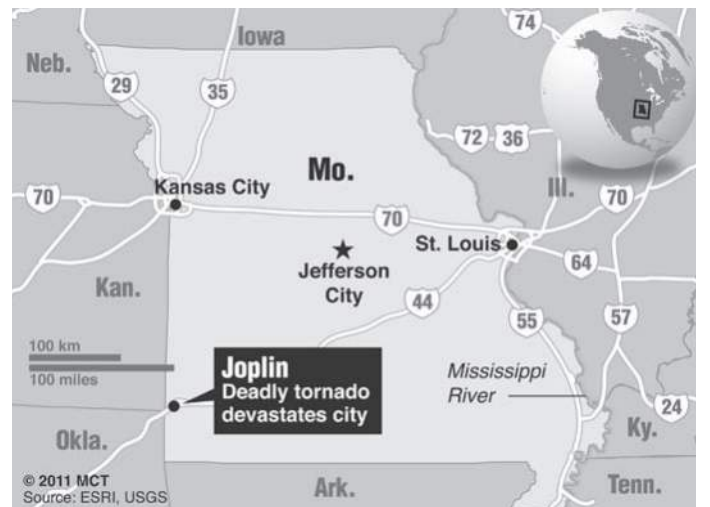 74
Iowa
Neb.
29
35
72
36
Mo.
Ill.
Kansas City
70
70
70
St. Louis
Jefferson
City
64
Kan.
44
55
57
100 km
100 miles
Joplin
Deadly tornado
devastates city
Mississippi
River
24
Ky.
Okla.
© 2011 MCT
Source: ESRI, USGS
Ark.
Tenn.